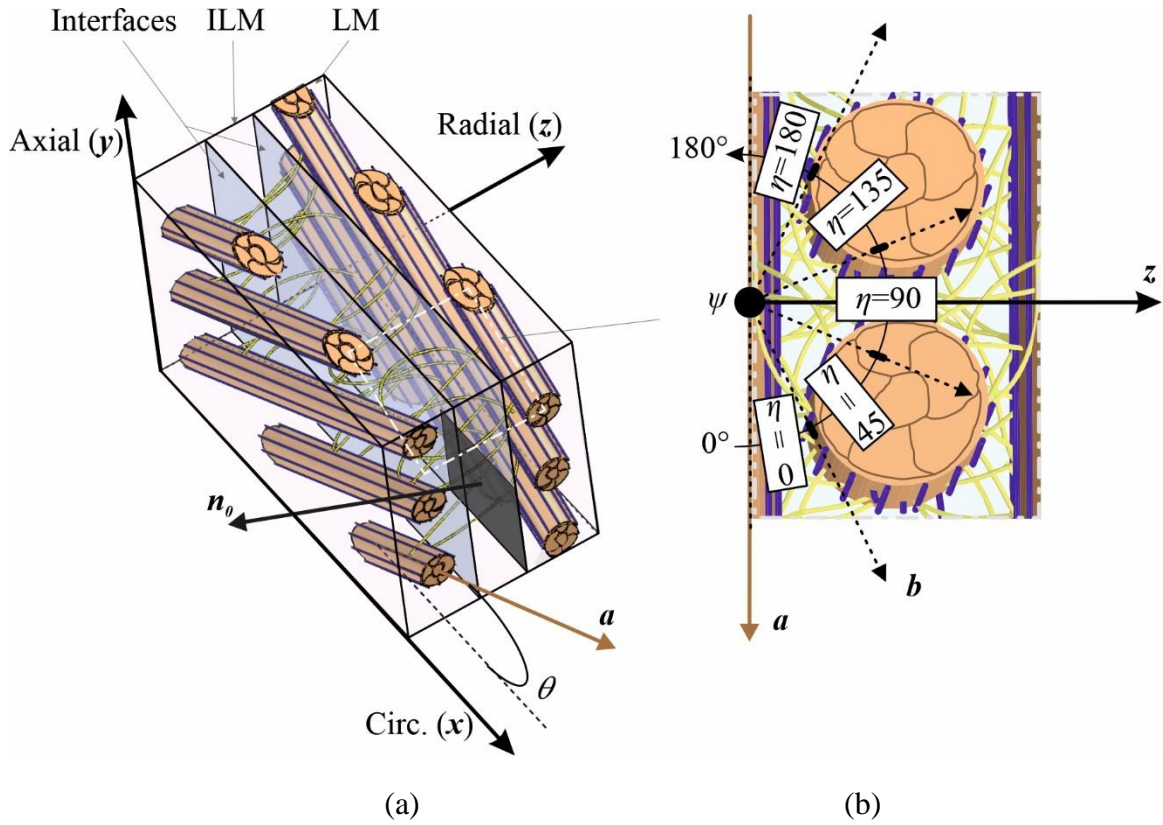 Interfaces ILM LM
Axial (y)
Radial (z)
n₀
a
θ
Circ. (x)
(a)
180°
η=180
η=135
ψ
η=90
z
η=45
0°
η=0
b
a
(b)